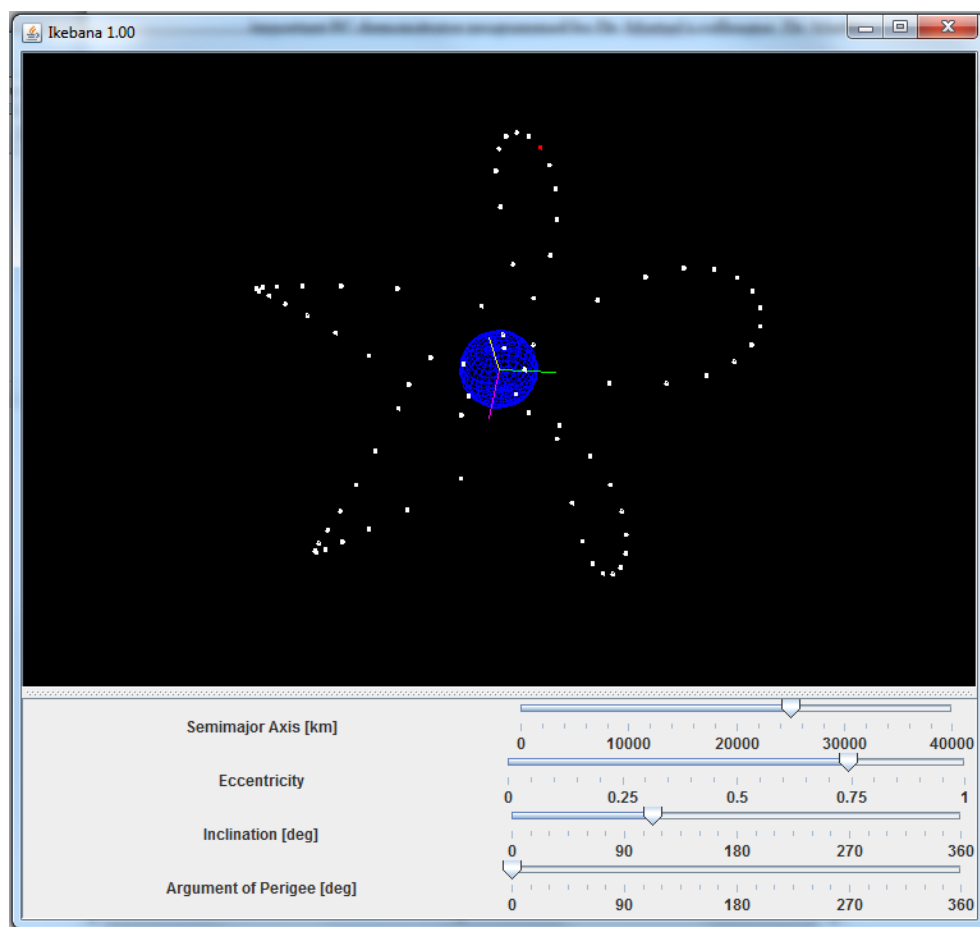 Ikebana 1.00
Semimajor Axis [km]
0 10000 20000 30000 40000
Eccentricity
0 0.25 0.5 0.75 1
Inclination [deg]
0 90 180 270 360
Argument of Perigee [deg]
0 90 180 270 360